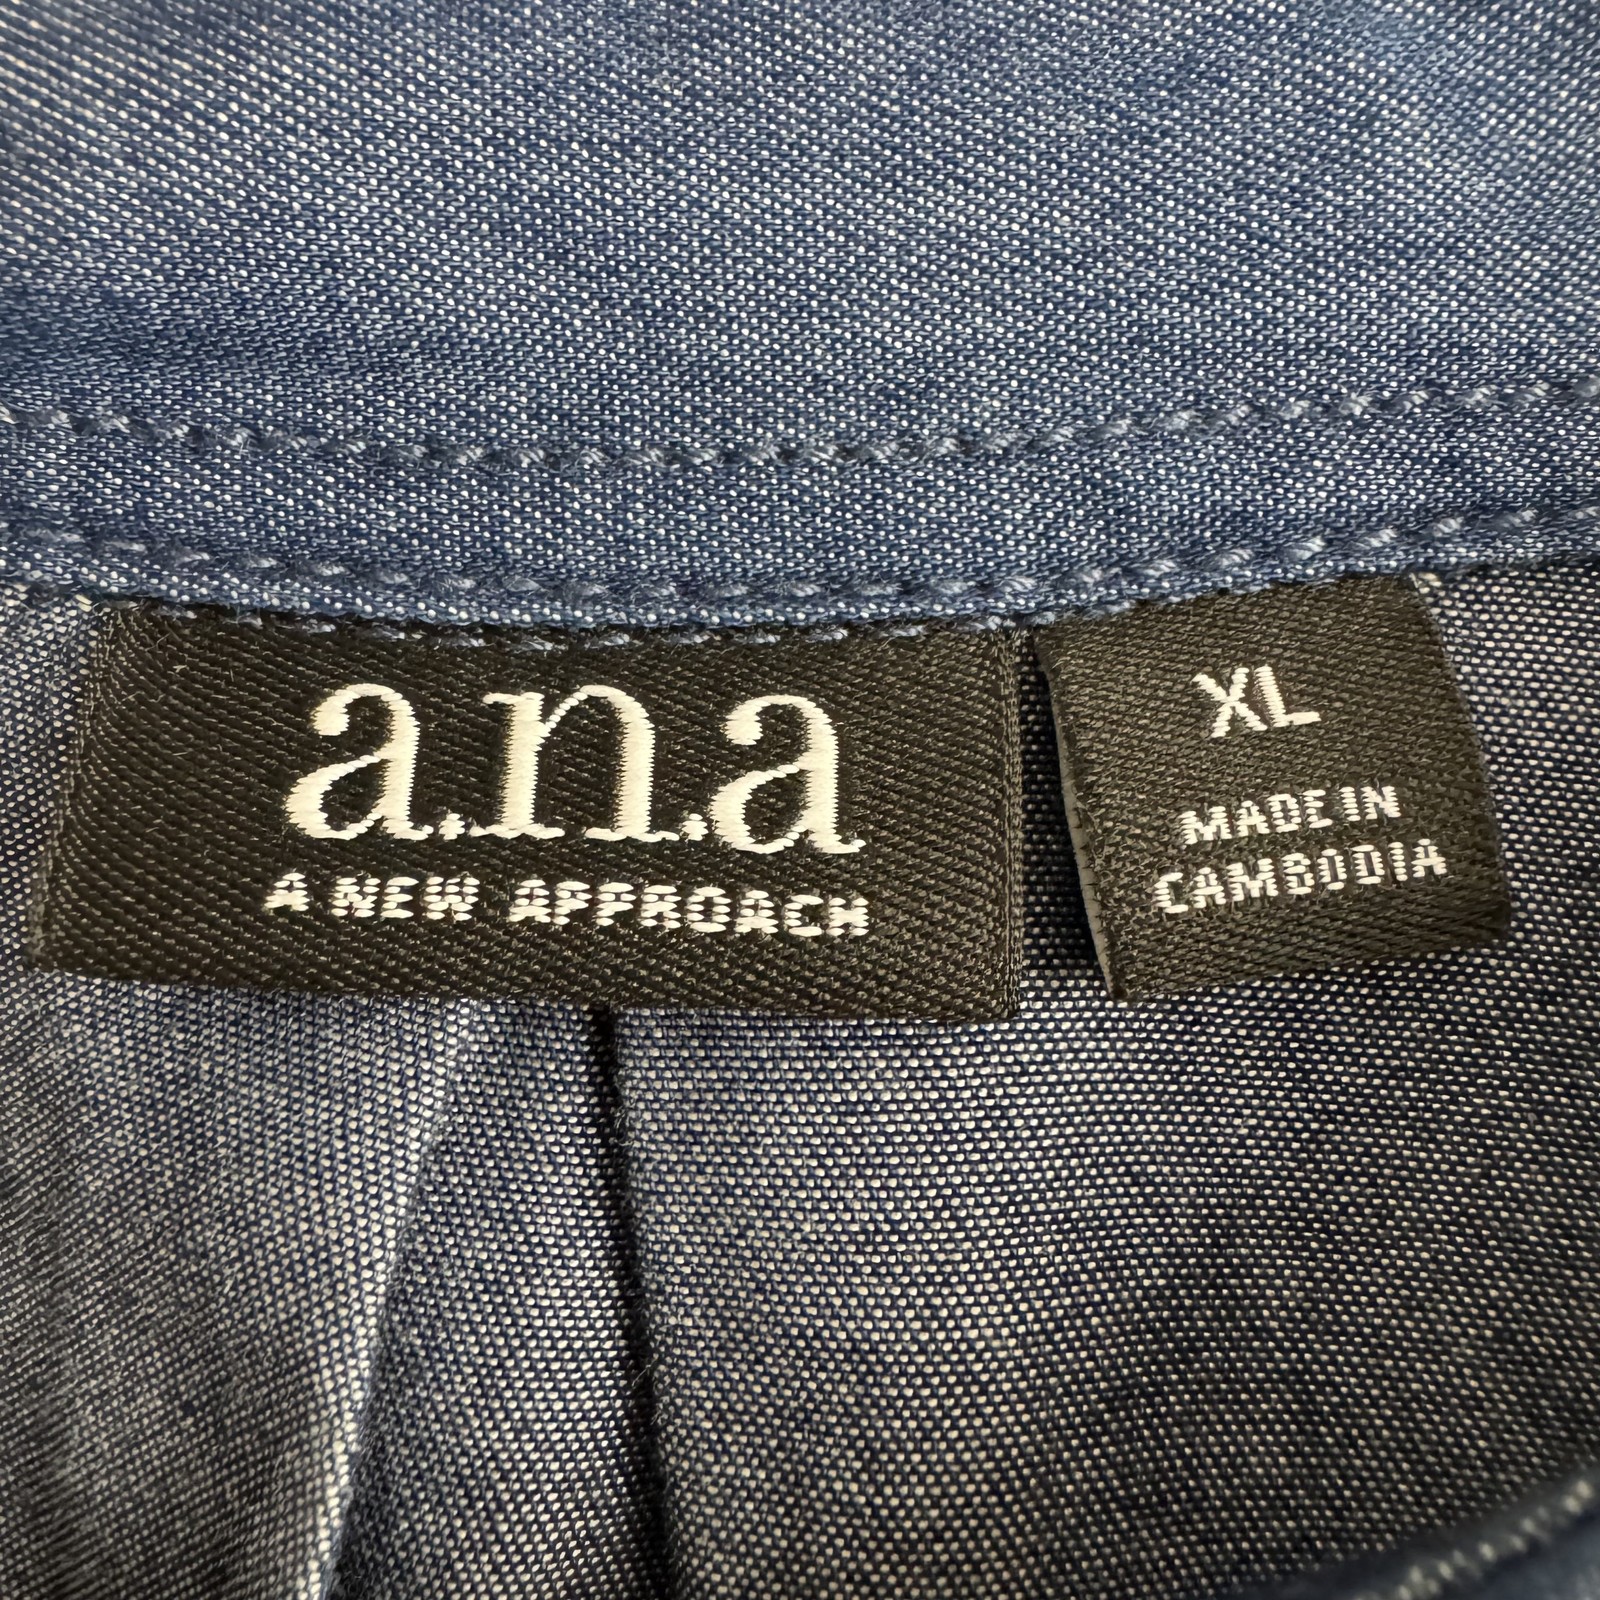 a.n.a
A NEW APPROACH
XL
MADE IN
CAMBODIA